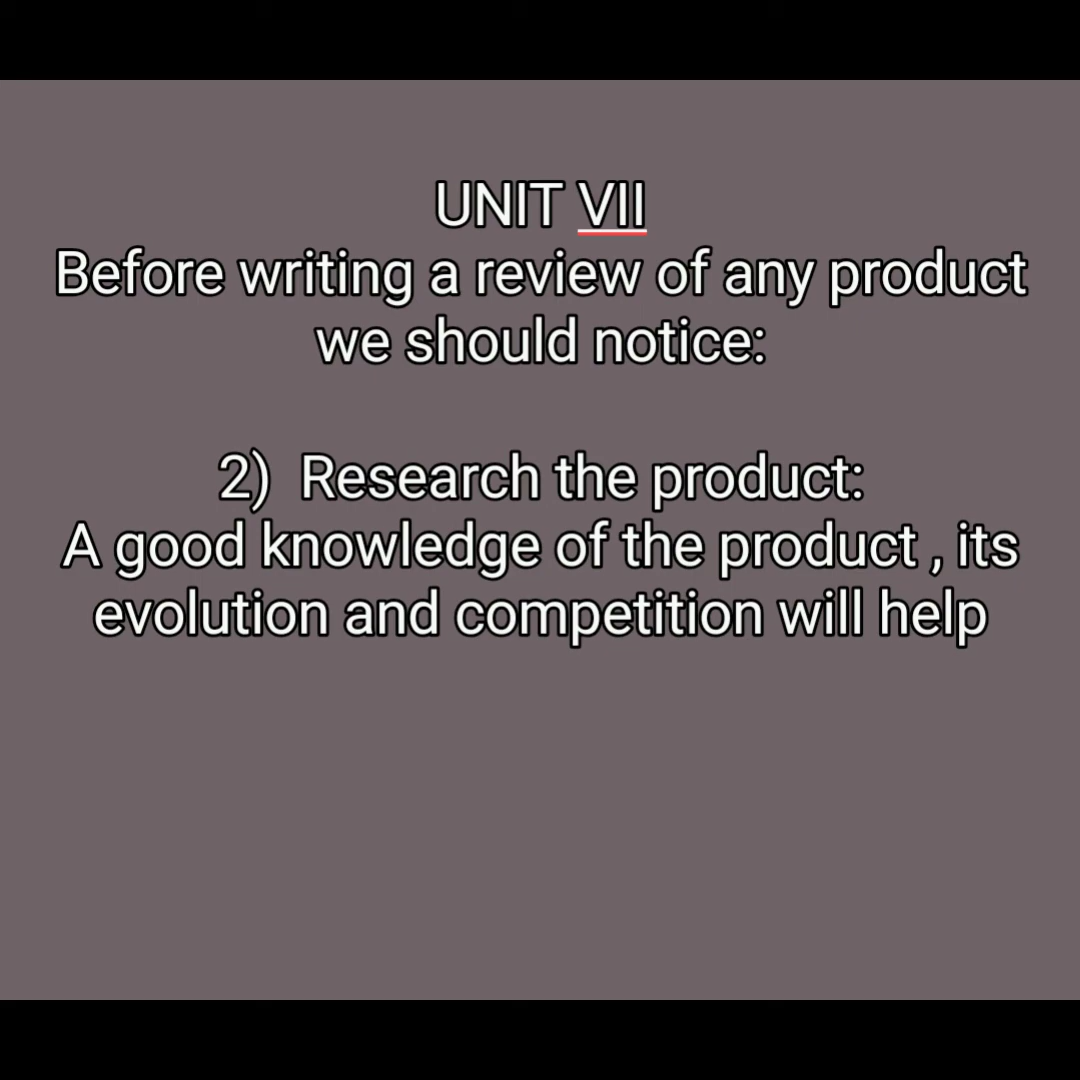 UNIT VII
Before writing a review of any product
we should notice:
2) Research the product:
A good knowledge of the product , its
evolution and competition will help